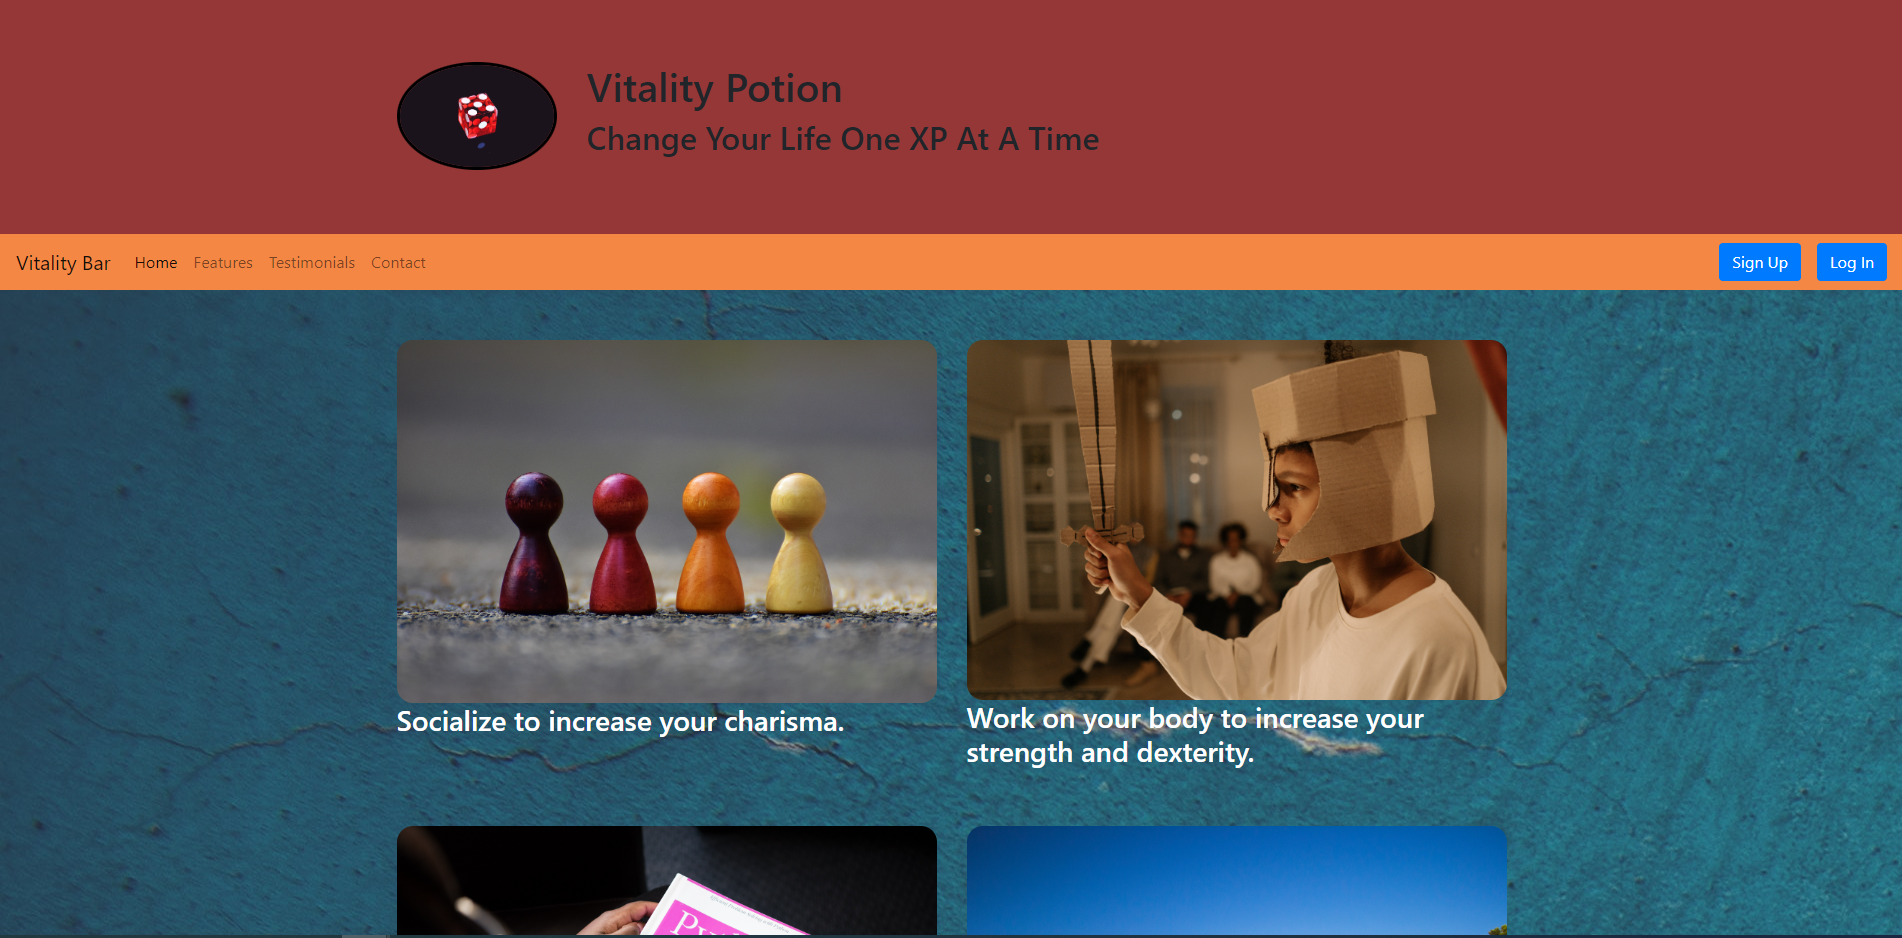 Vitality Potion
Change Your Life One XP At A Time
Vitality Bar Home Features Testimonials Contact Sign Up Log In
Socialize to increase your charisma.
Work on your body to increase your
strength and dexterity.